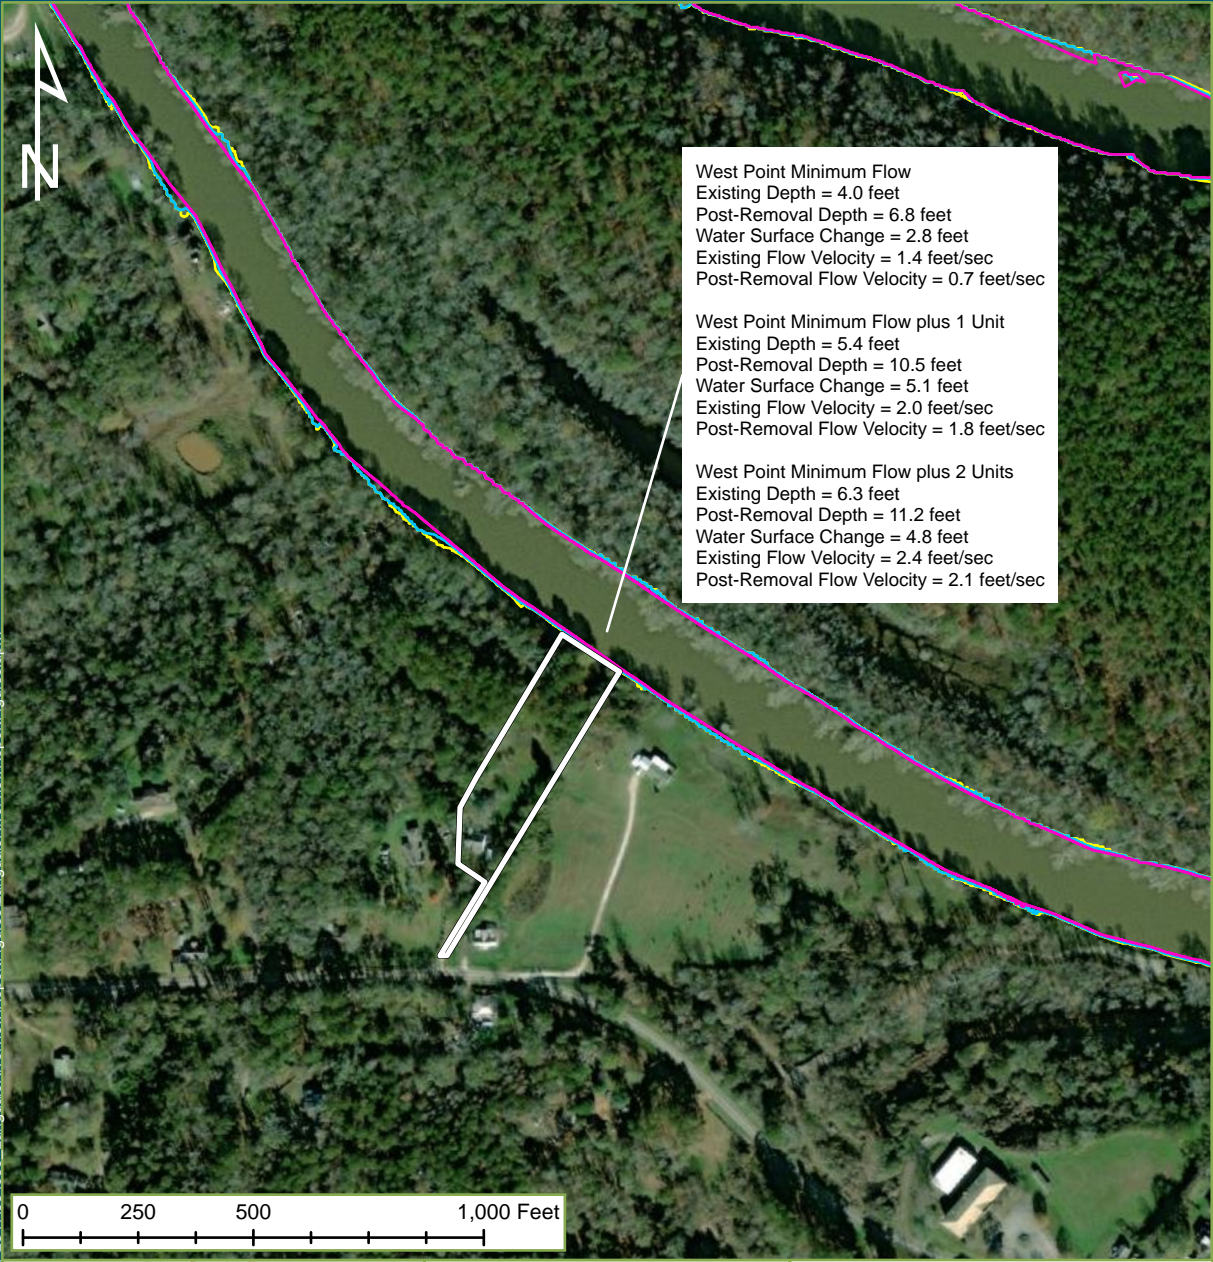 N
West Point Minimum Flow
Existing Depth = 4.0 feet
Post-Removal Depth = 6.8 feet
Water Surface Change = 2.8 feet
Existing Flow Velocity = 1.4 feet/sec
Post-Removal Flow Velocity = 0.7 feet/sec
West Point Minimum Flow plus 1 Unit
Existing Depth = 5.4 feet
Post-Removal Depth = 10.5 feet
Water Surface Change = 5.1 feet
Existing Flow Velocity = 2.0 feet/sec
Post-Removal Flow Velocity = 1.8 feet/sec
West Point Minimum Flow plus 2 Units
Existing Depth = 6.3 feet
Post-Removal Depth = 11.2 feet
Water Surface Change = 4.8 feet
Existing Flow Velocity = 2.4 feet/sec
Post-Removal Flow Velocity = 2.1 feet/sec
0 250 500 1,000 Feet